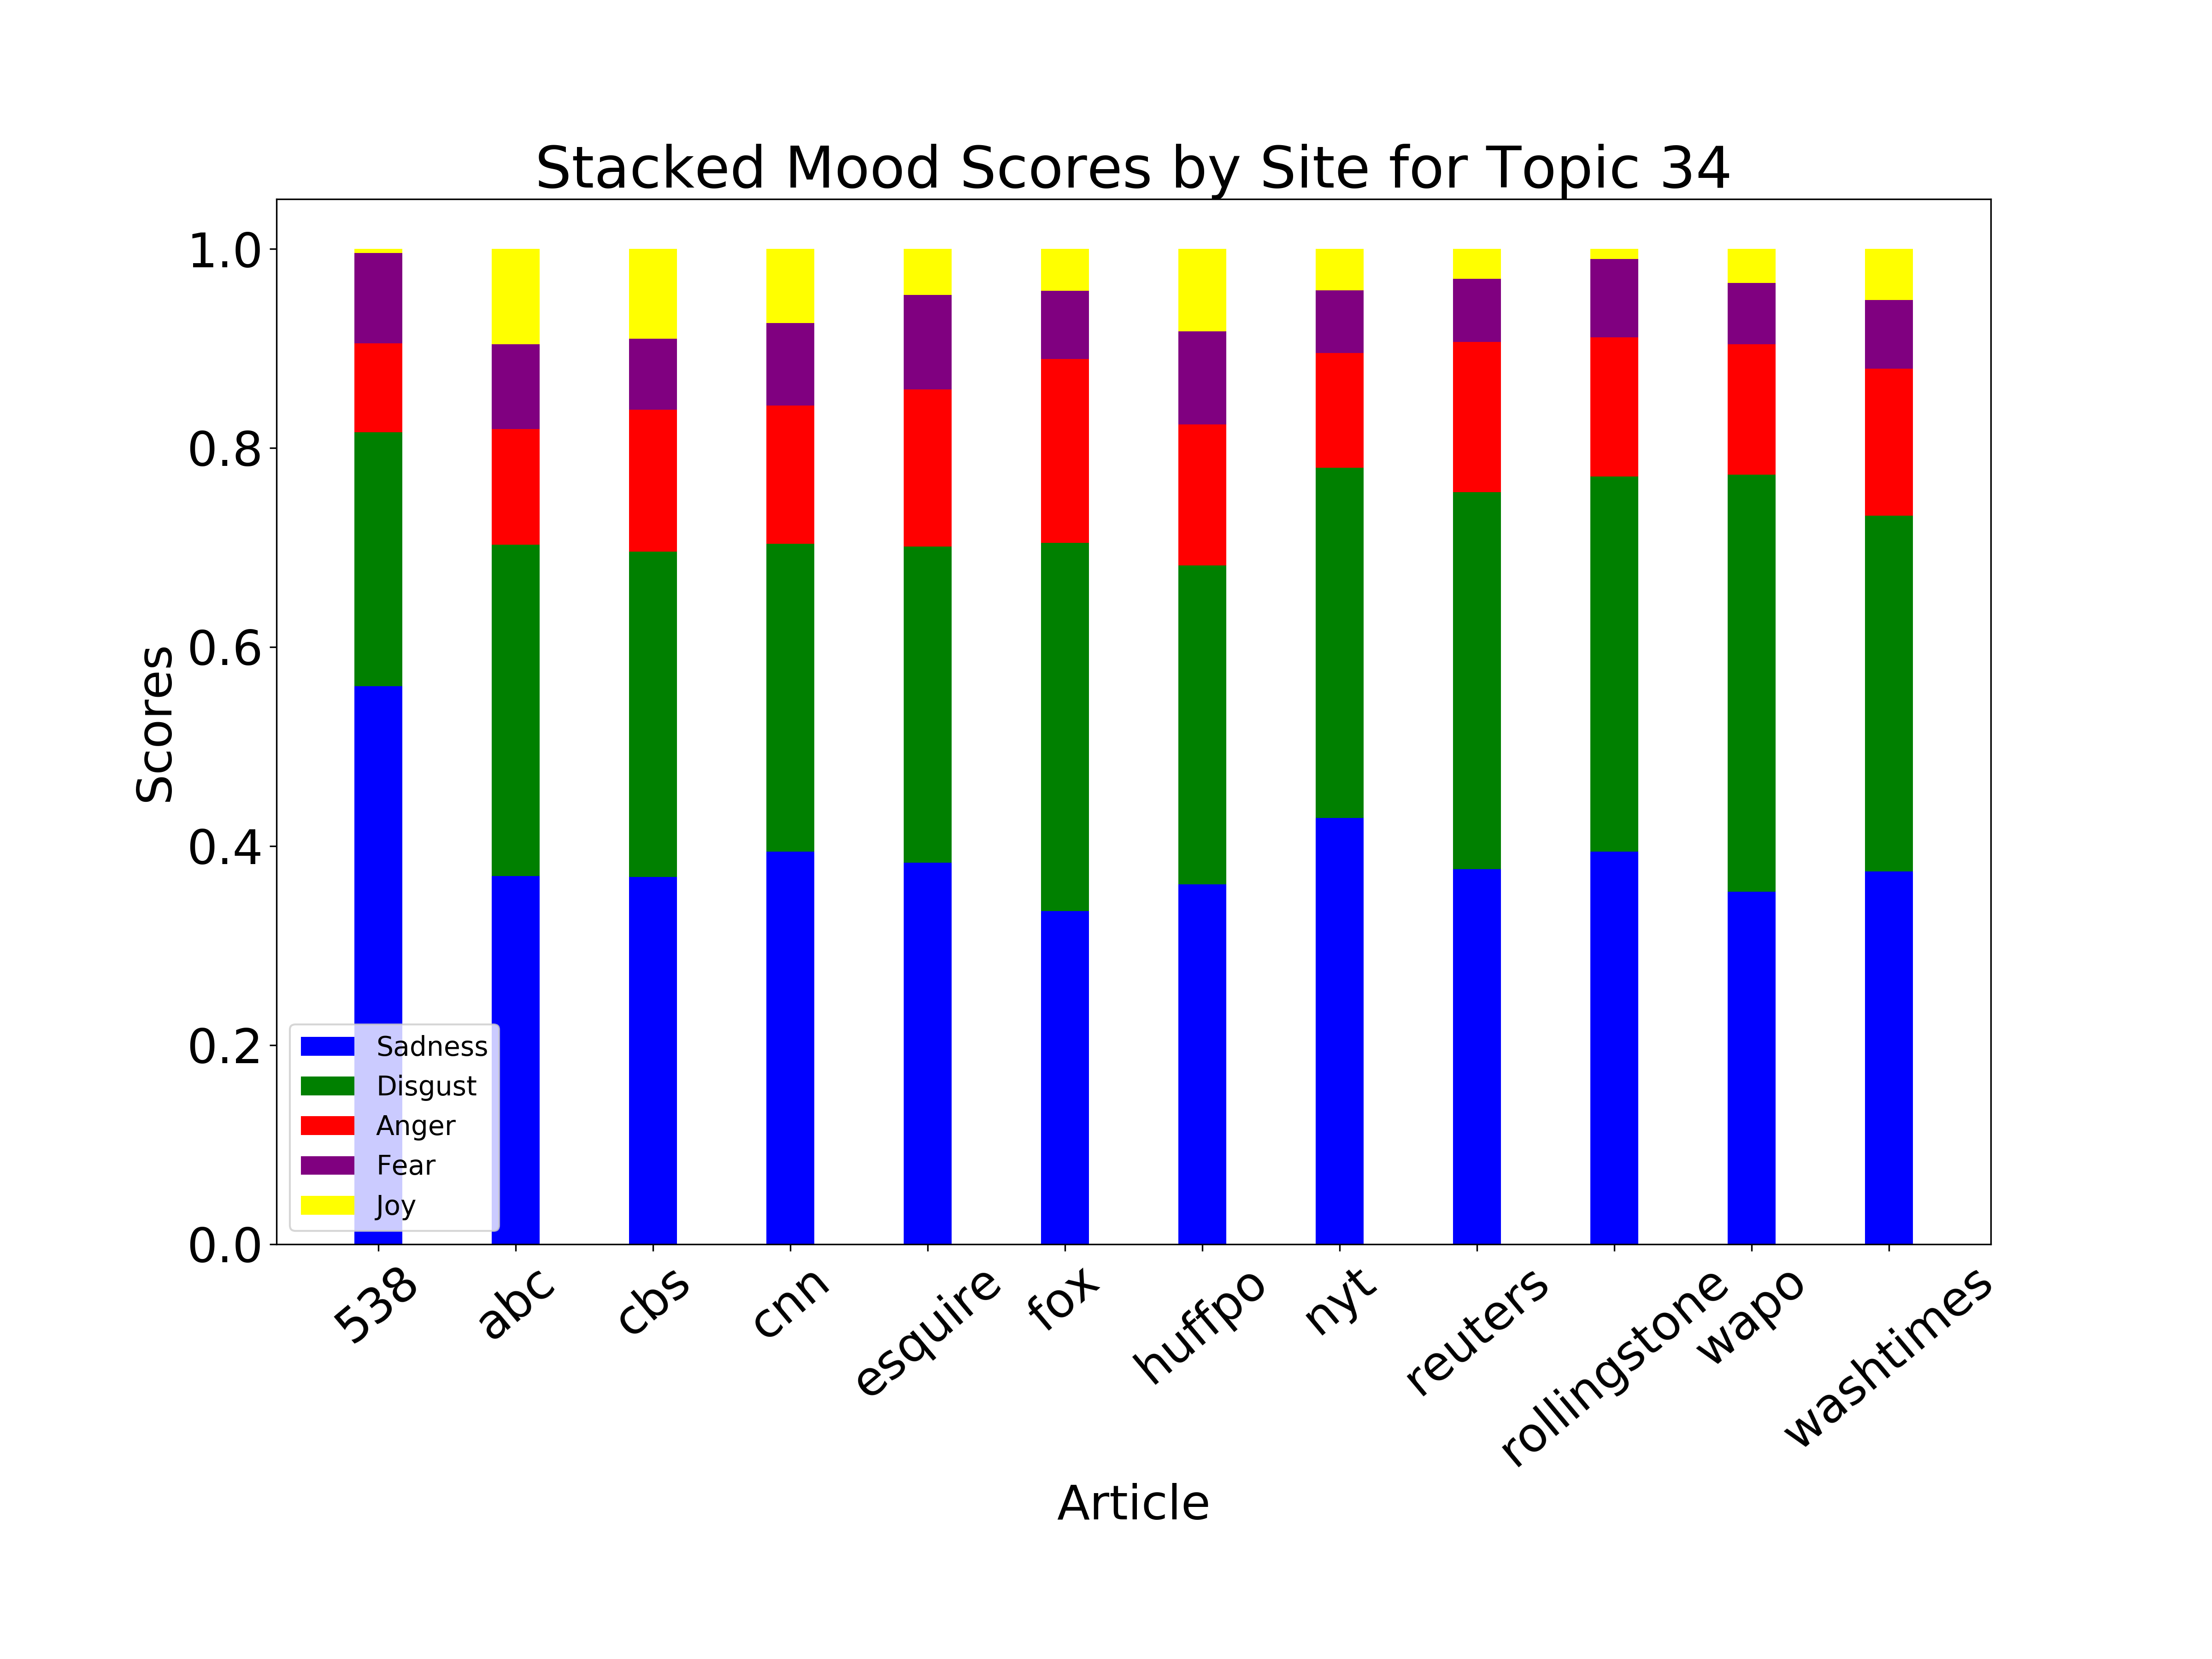 Stacked Mood Scores by Site for Topic 34
Scores
1.0
0.8
0.6
0.4
0.2
0.0
Sadness
Disgust
Anger
Fear
Joy
538
abc
cbs
cnn
esquire
fox
huffpo
nyt
reuters
rollingstone
wapo
washtimes
Article